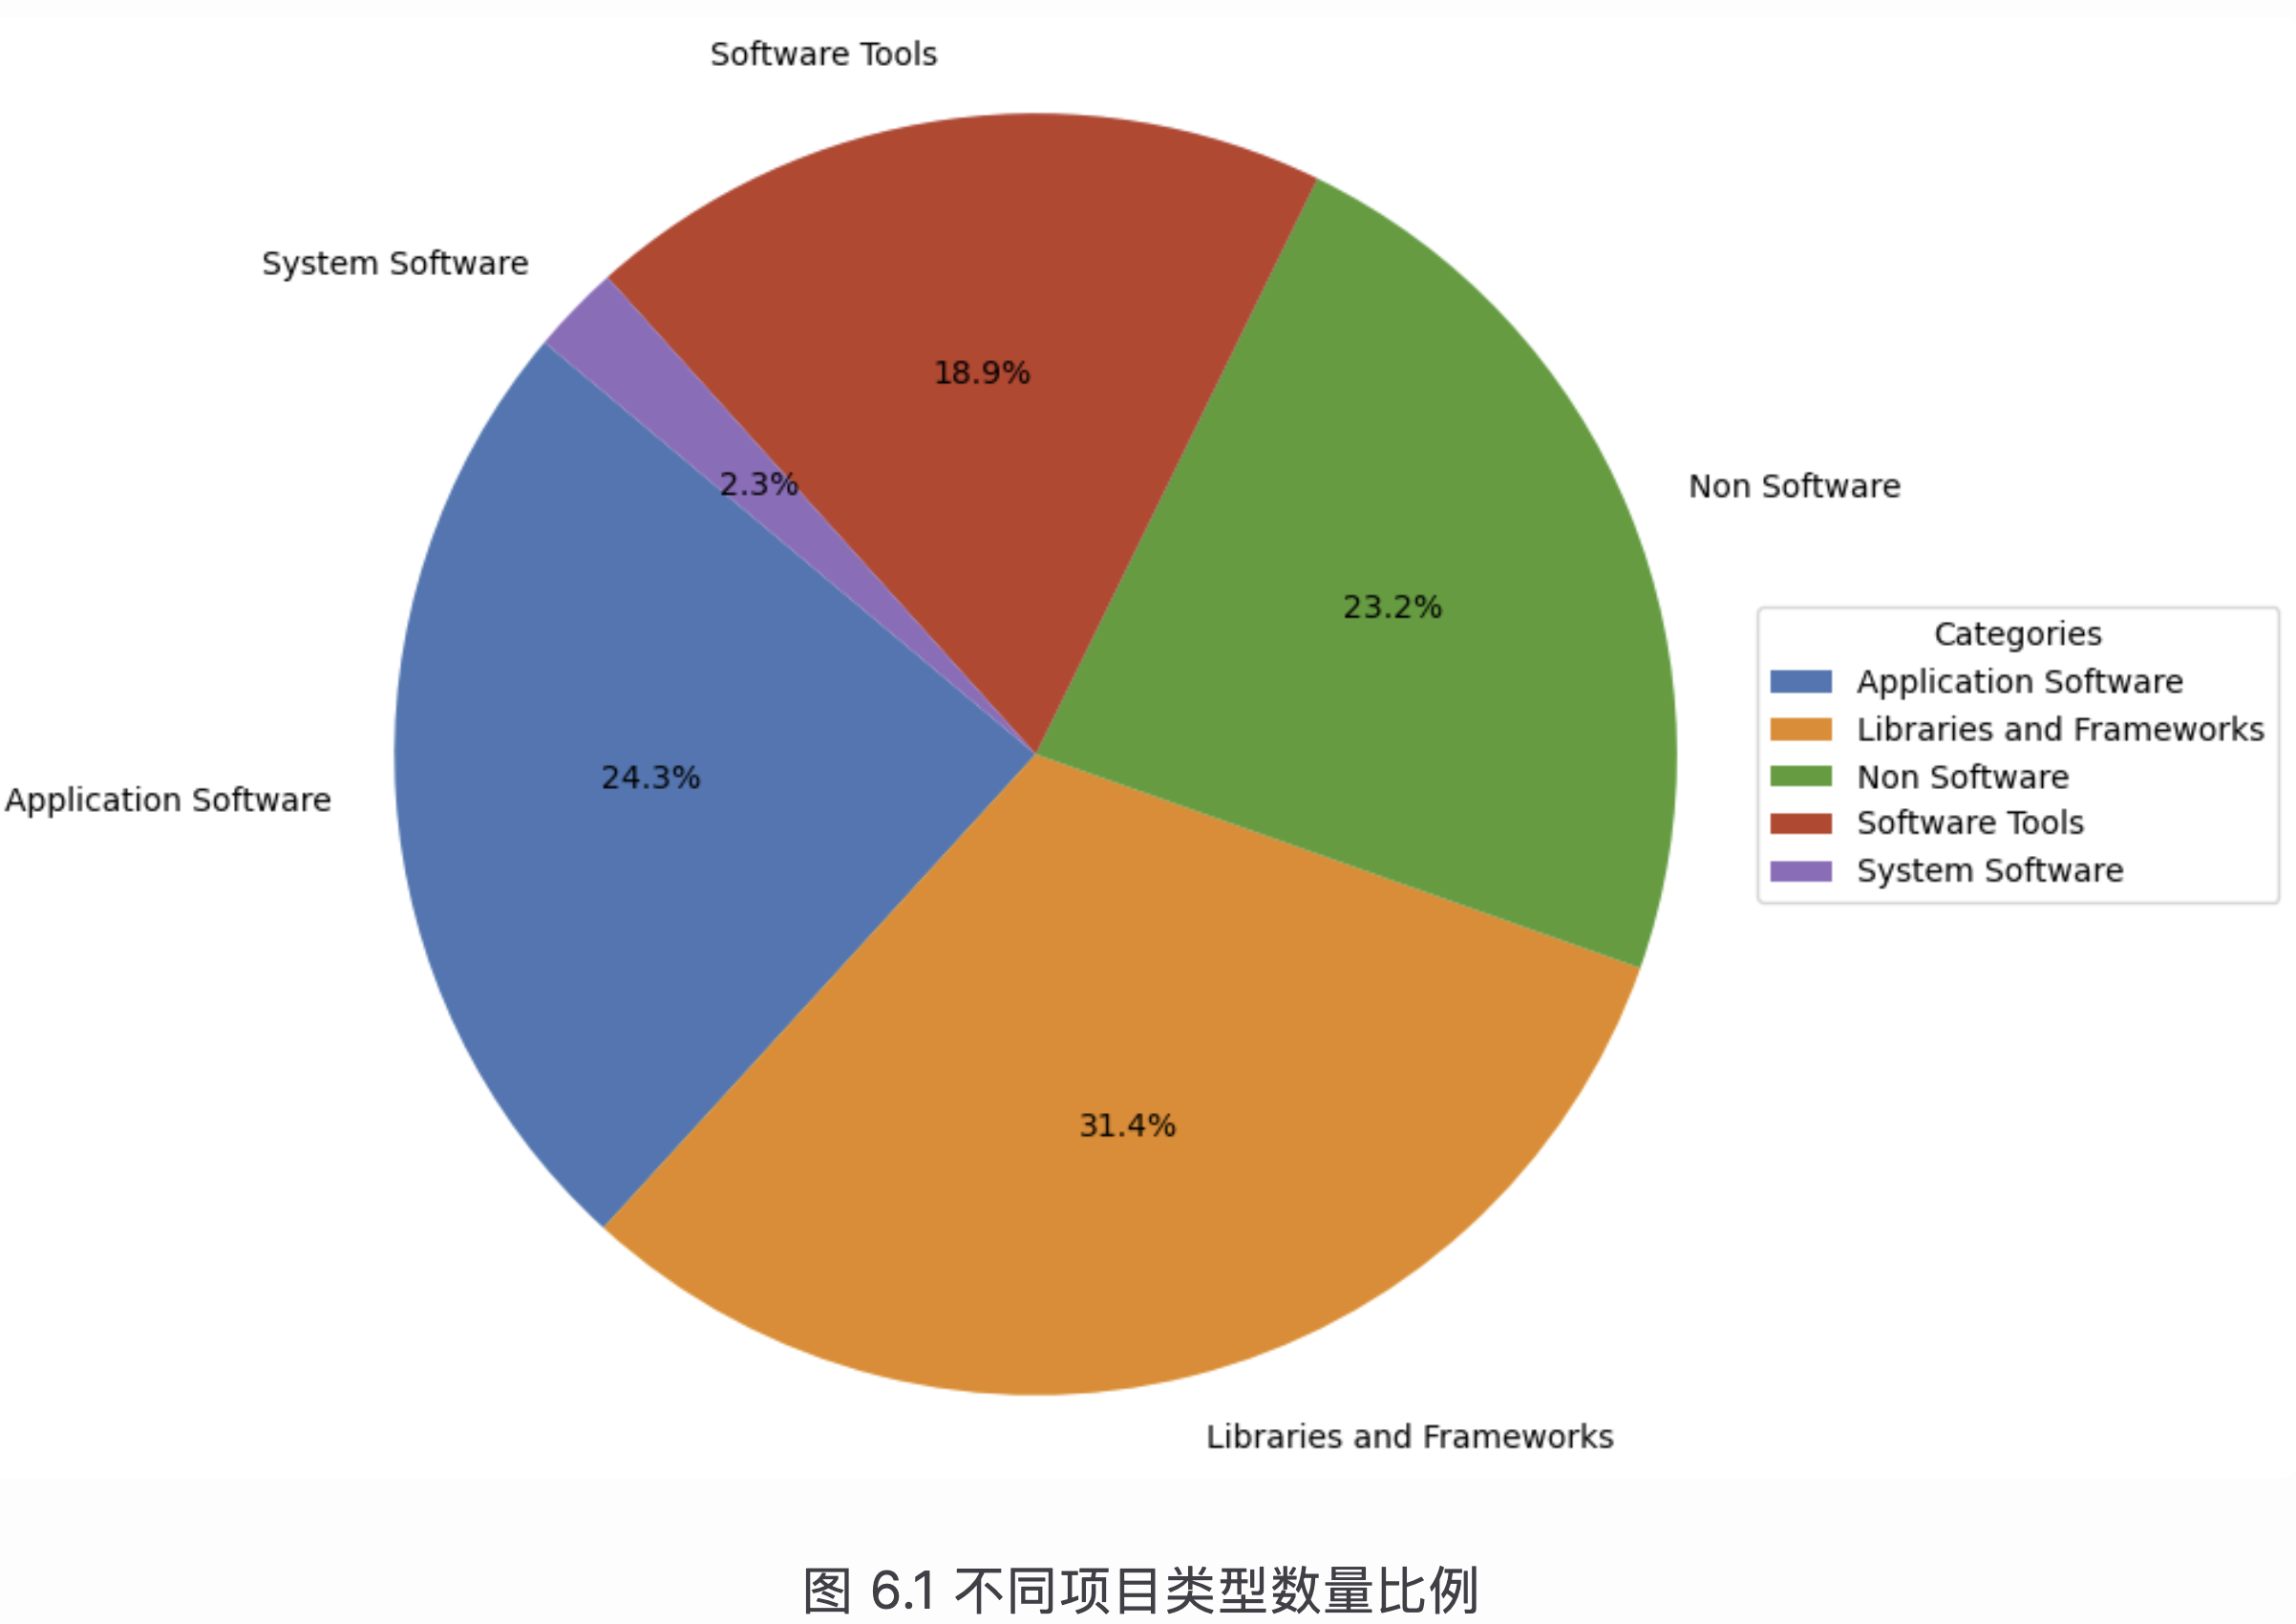 Software Tools
System Software
18.9%
2.3%
Non Software
23.2%
Categories
Application Software
Libraries and Frameworks
Non Software
Software Tools
System Software
24.3%
Application Software
31.4%
Libraries and Frameworks
图 6.1 不同项目类型数量比例